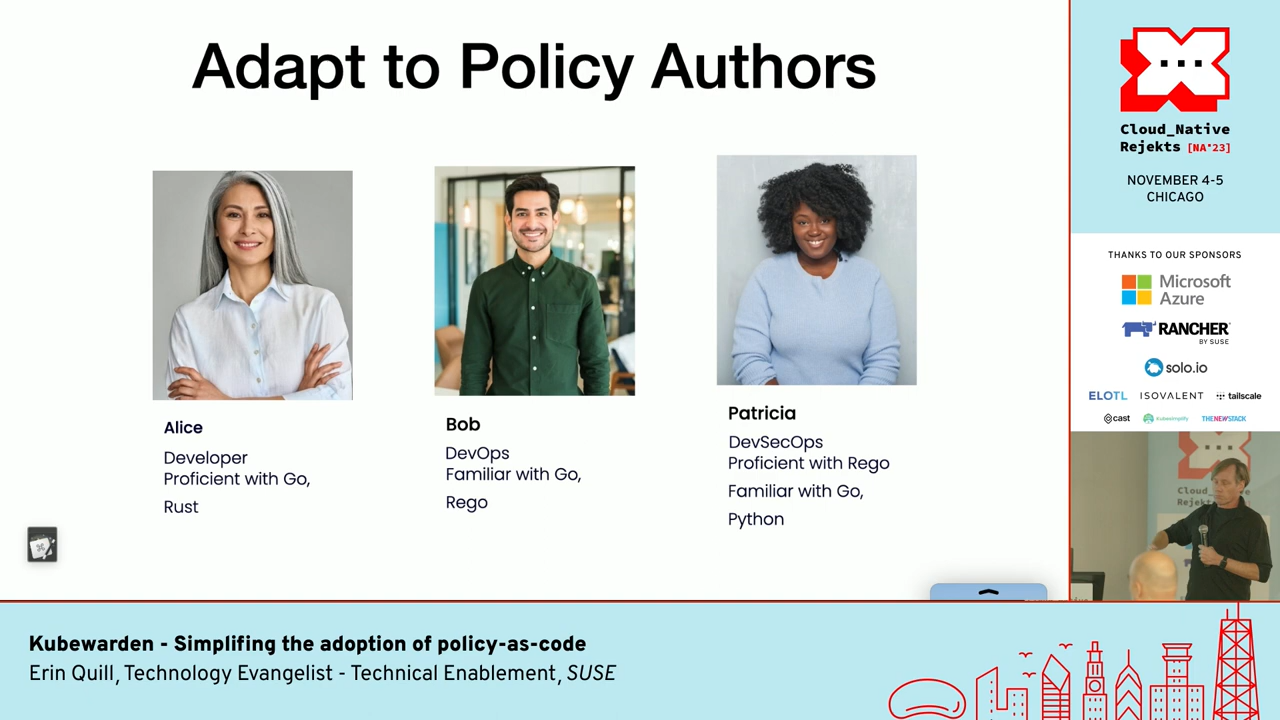 Adapt to Policy Authors
Alice
Developer
Proficient with Go,
Rust
Bob
DevOps
Familiar with Go,
Rego
Patricia
DevSecOps
Proficient with Rego
Familiar with Go,
Python
Cloud_Native
Rejekts [NA'23]
NOVEMBER 4-5
CHICAGO
THANKS TO OUR SPONSORS
Microsoft
Azure
RANCHER
BY SUSE
solo.io
ELOTL ISOVALENT tailscale
cast Kubesimplify THENEWSTACK
Cloud_
Rejekt
Kubewarden - Simplifing the adoption of policy-as-code
Erin Quill, Technology Evangelist - Technical Enablement, SUSE